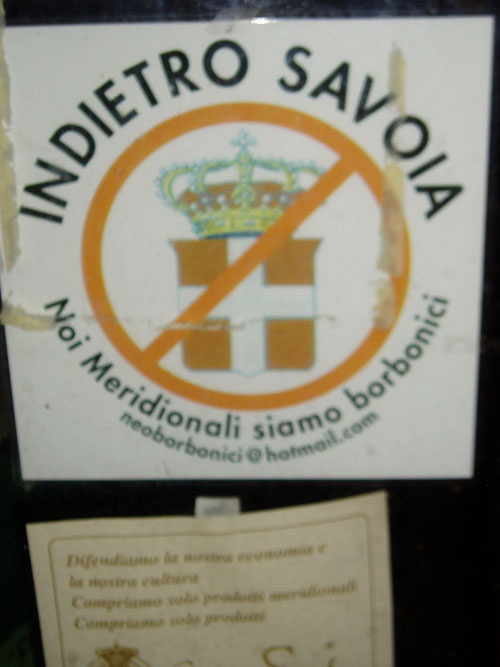 INDIETRO SAVOIA
Noi Meridionali siamo borbonici
neoborbonici@hotmail.com
Difendiamo la nostra economia e
la nostra cultura
Compriamo solo prodotti meridionali
Compriamo solo prodotti